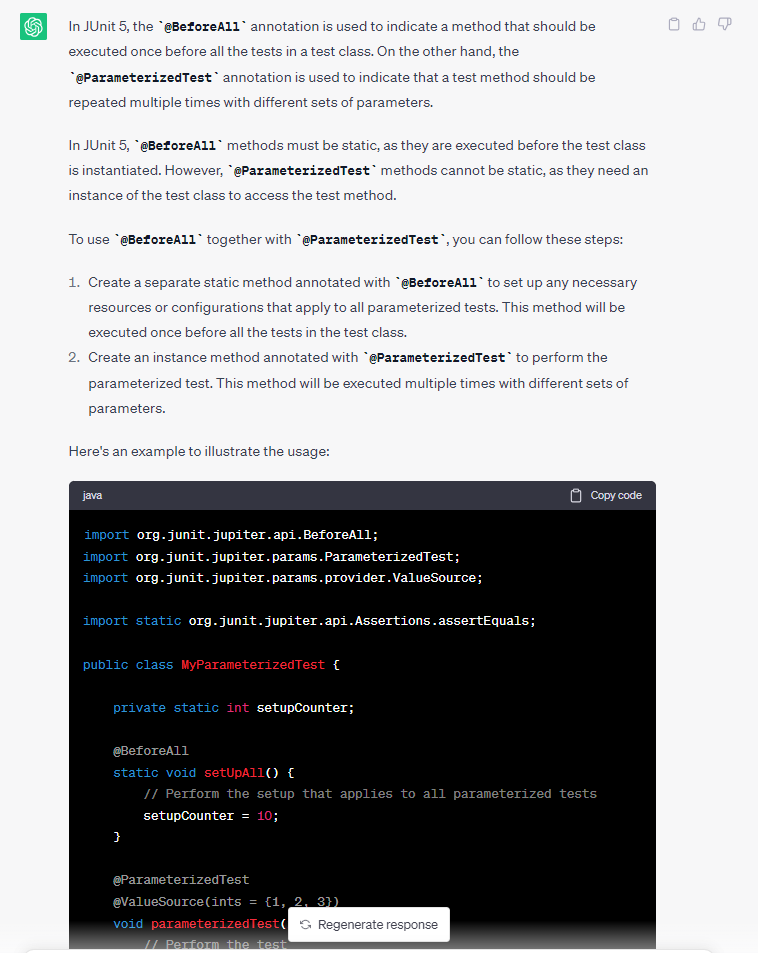 In JUnit 5, the `@BeforeAll` annotation is used to indicate a method that should be
executed once before all the tests in a test class. On the other hand, the
`@ParameterizedTest` annotation is used to indicate that a test method should be
repeated multiple times with different sets of parameters.
In JUnit 5, `@BeforeAll` methods must be static, as they are executed before the test class
is instantiated. However, `@ParameterizedTest` methods cannot be static, as they need an
instance of the test class to access the test method.
To use `@BeforeAll` together with `@ParameterizedTest`, you can follow these steps:
1. Create a separate static method annotated with `@BeforeAll` to set up any necessary
resources or configurations that apply to all parameterized tests. This method will be
executed once before all the tests in the test class.
2. Create an instance method annotated with `@ParameterizedTest` to perform the
parameterized test. This method will be executed multiple times with different sets of
parameters.
Here's an example to illustrate the usage:
java Copy code
import org.junit.jupiter.api.BeforeAll;
import org.junit.jupiter.params.ParameterizedTest;
import org.junit.jupiter.params.provider.ValueSource;
import static org.junit.jupiter.api.Assertions.assertEquals;
public class MyParameterizedTest {
private static int setupCounter;
@BeforeAll
static void setUpAll() {
// Perform the setup that applies to all parameterized tests
setupCounter = 10;
}
@ParameterizedTest
@ValueSource(ints = {1, 2, 3})
void parameterizedTest(
Regenerate response
// Perform the test